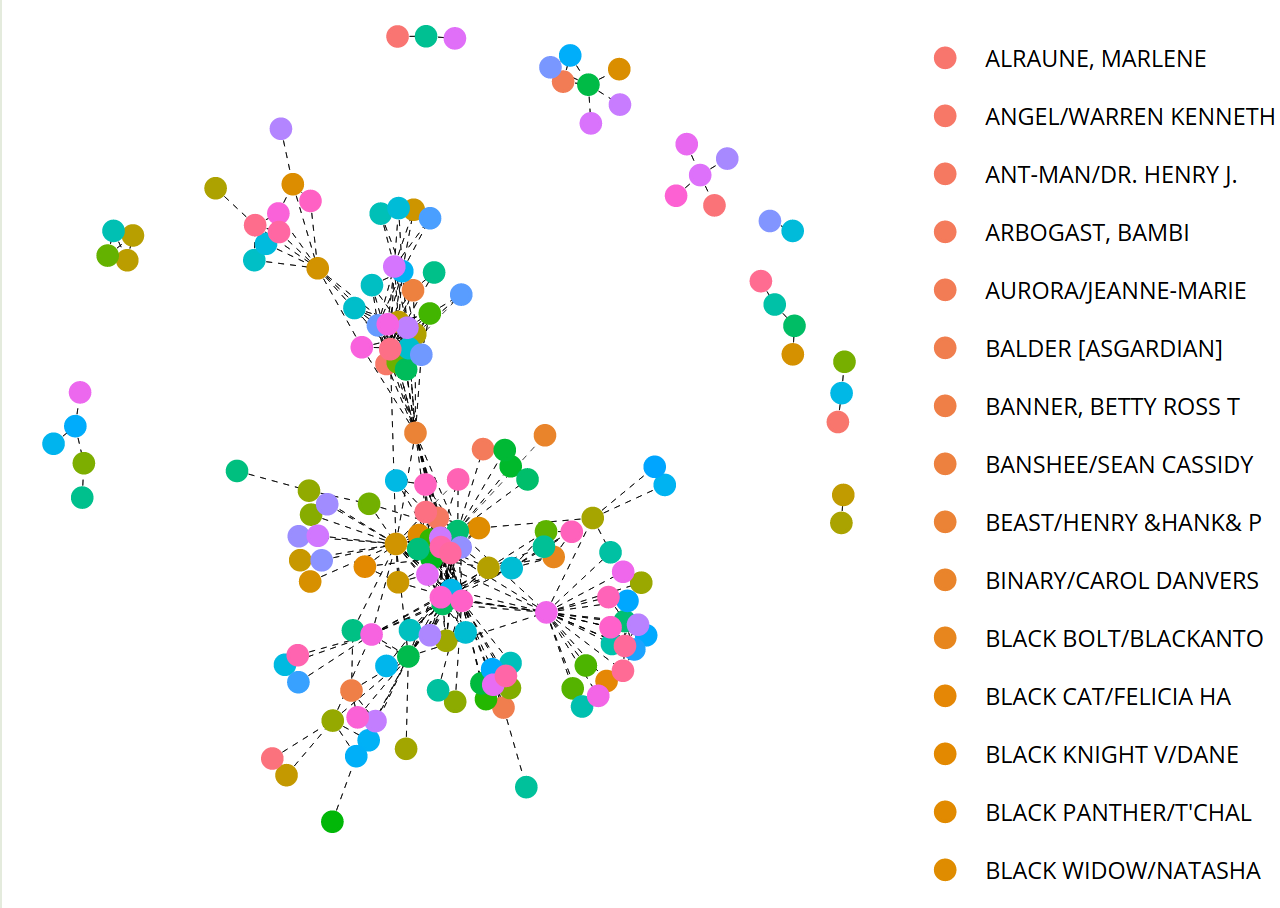 ALRAUNE, MARLENE
ANGEL/WARREN KENNETH
ANT-MAN/DR. HENRY J.
ARBOGAST, BAMBI
AURORA/JEANNE-MARIE
BALDER [ASGARDIAN]
BANNER, BETTY ROSS T
BANSHEE/SEAN CASSIDY
BEAST/HENRY &HANK& P
BINARY/CAROL DANVERS
BLACK BOLT/BLACKANTO
BLACK CAT/FELICIA HA
BLACK KNIGHT V/DANE
BLACK PANTHER/T'CHAL
BLACK WIDOW/NATASHA